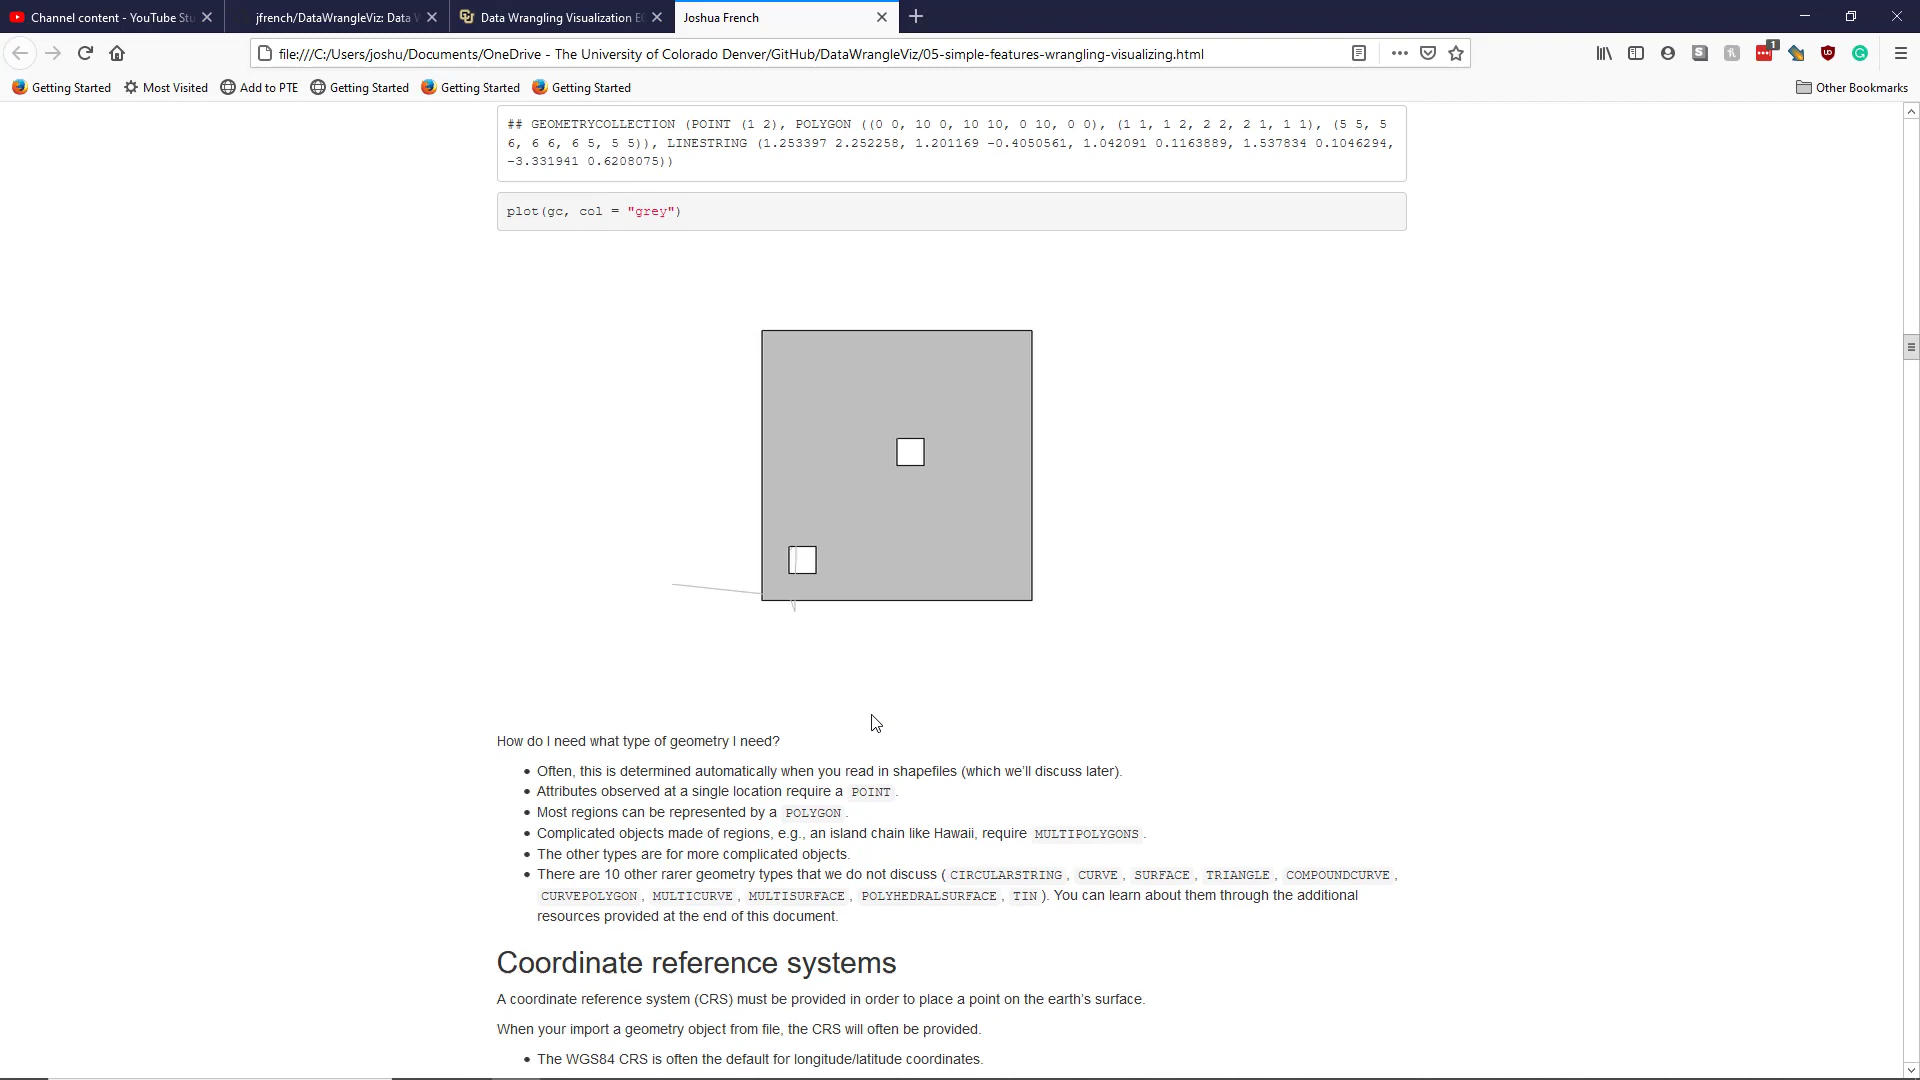 Channel content - YouTube Stu
jfrench/DataWrangleViz: Data W
Data Wrangling Visualization EC
Joshua French
file:///C:/Users/joshu/Documents/OneDrive - The University of Colorado Denver/GitHub/DataWrangleViz/05-simple-features-wrangling-visualizing.html
1
Getting Started
Most Visited
Add to PTE
Getting Started
Getting Started
Getting Started
Other Bookmarks
## GEOMETRYCOLLECTION (POINT (1 2), POLYGON ((0 0, 10 0, 10 10, 0 10, 0 0), (1 1, 1 2, 2 2, 2 1, 1 1), (5 5, 5
6, 6 6, 6 5, 5 5)), LINESTRING (1.253397 2.252258, 1.201169 -0.4050561, 1.042091 0.1163889, 1.537834 0.1046294,
-3.331941 0.6208075))
plot(gc, col = "grey")
How do I need what type of geometry I need?
• Often, this is determined automatically when you read in shapefiles (which we'll discuss later).
• Attributes observed at a single location require a POINT.
• Most regions can be represented by a POLYGON.
• Complicated objects made of regions, e.g., an island chain like Hawaii, require MULTIPOLYGONS.
• The other types are for more complicated objects.
• There are 10 other rarer geometry types that we do not discuss (CIRCULARSTRING, CURVE, SURFACE, TRIANGLE, COMPOUNDCURVE,
CURVEPOLYGON, MULTICURVE, MULTISURFACE, POLYHEDRALSURFACE, TIN). You can learn about them through the additional
resources provided at the end of this document.
Coordinate reference systems
A coordinate reference system (CRS) must be provided in order to place a point on the earth's surface.
When your import a geometry object from file, the CRS will often be provided.
• The WGS84 CRS is often the default for longitude/latitude coordinates.